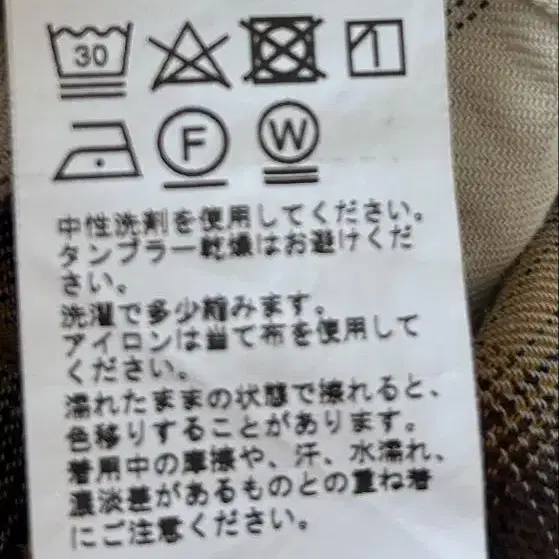 30
F W
中性洗剤を使用してください。
タンブラー乾燥はお避けくだ
さい。
洗濯で多少縮みます。
アイロンは当て布を使用して
ください。
濡れたままの状態で擦れると、
色移りすることがあります。
着用中の摩擦や、汗、水濡れ、
濃淡差があるものとの重ね着
にご注意ください。